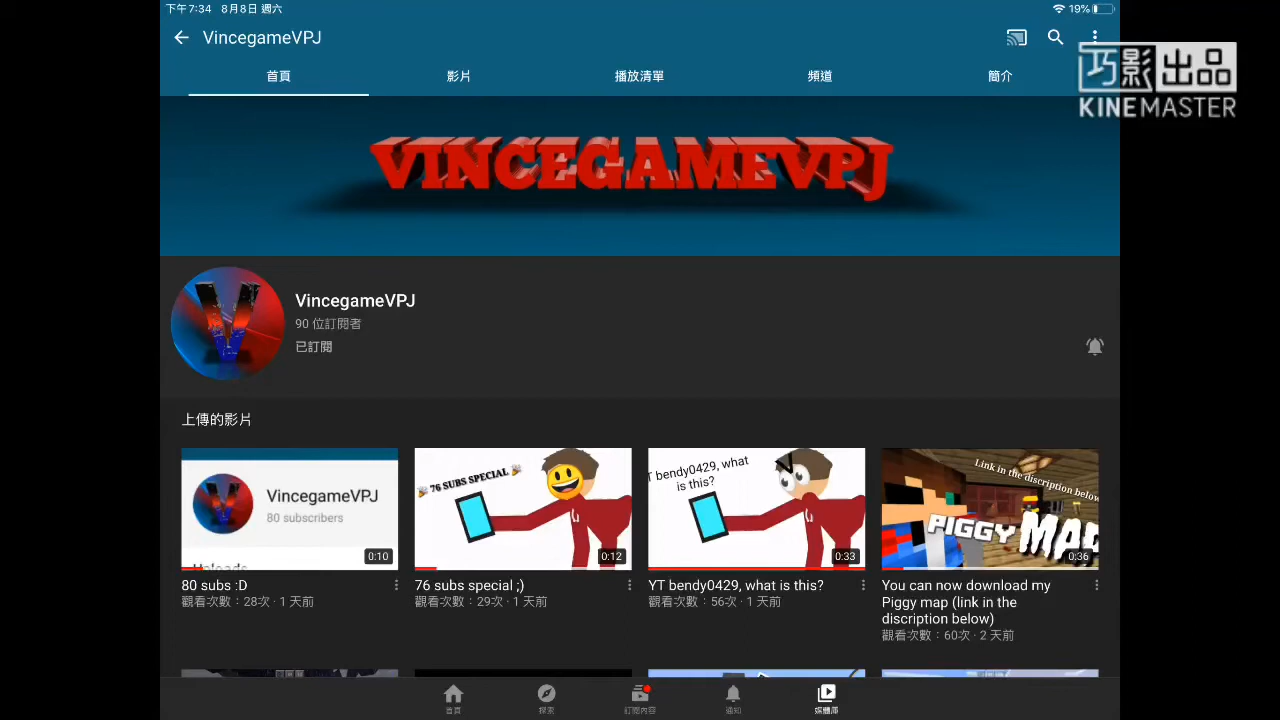 下午7:34 8月8日 週六
19%
VincegameVPJ
巧影出品
KINEMASTER
首頁 影片 播放清單 頻道 簡介
VINCEGAMEVPJ
VincegameVPJ
90 位訂閱者
已訂閱
上傳的影片
VincegameVPJ
80 subscribers
Uploads
0:10
🎉 76 SUBS SPECIAL 🎉
0:12
T bendy0429, what
is this?
0:33
Link in the discription below
PIGGY MAP
0:36
80 subs :D
觀看次數：28次 · 1 天前
76 subs special ;)
觀看次數：29次 · 1 天前
YT bendy0429, what is this?
觀看次數：56次 · 1 天前
You can now download my
Piggy map (link in the
discription below)
觀看次數：60次 · 2 天前
首頁 探索 訂閱內容 通知 媒體庫